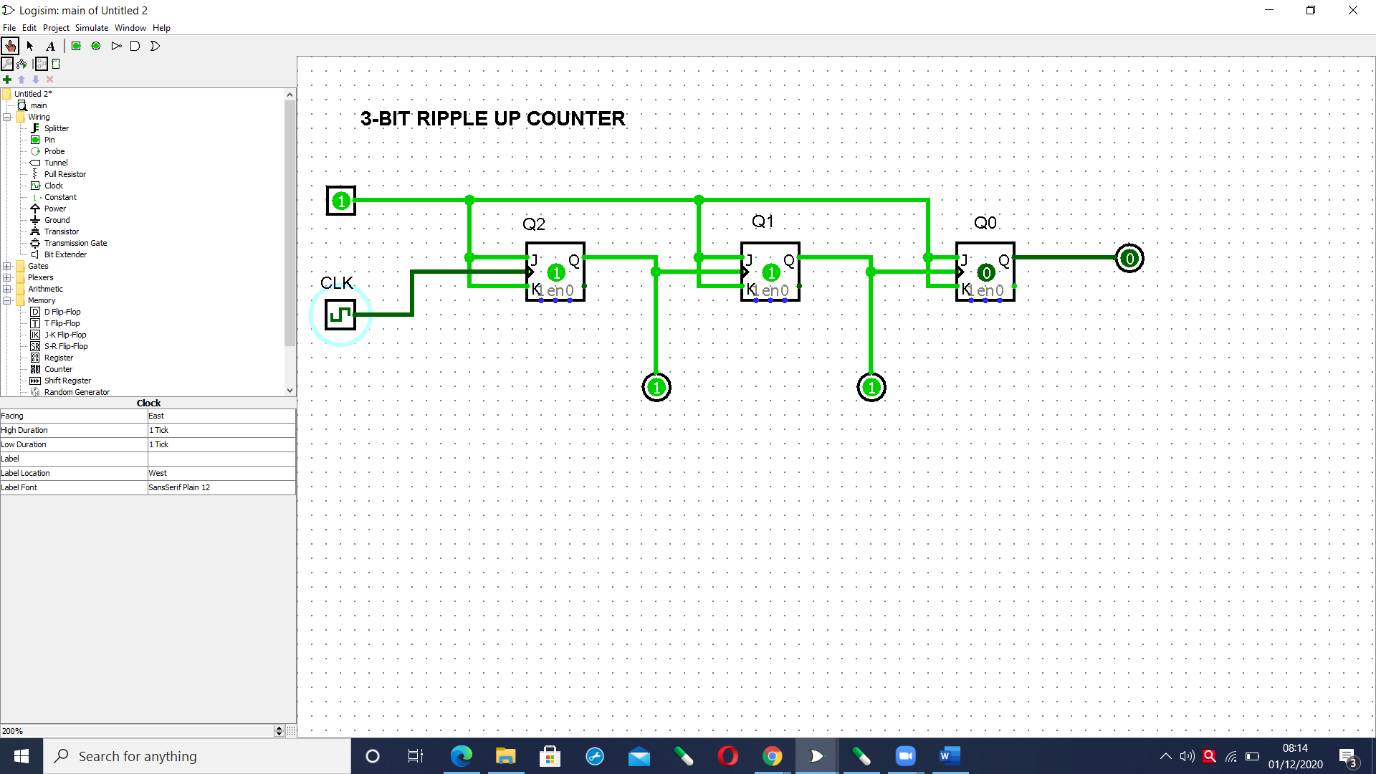 Logisim: main of Untitled 2
File Edit Project Simulate Window Help
A
Untitled 2*
main
Wiring
Splitter
Pin
Probe
Tunnel
Pull Resistor
Clock
Constant
Power
Ground
Transistor
Transmission Gate
Bit Extender
Gates
Plexers
Arithmetic
Memory
D Flip-Flop
T Flip-Flop
J-K Flip-Flop
S-R Flip-Flop
Register
Counter
Shift Register
Random Generator
Clock
Facing East
High Duration 1 Tick
Low Duration 1 Tick
Label
Label Location West
Label Font SansSerif Plain 12
200%
3-BIT RIPPLE UP COUNTER
1
Q2 Q1 Q0
J Q J Q J Q
1 1 0 0
CLK
K 1en0 K 1en0 K 1en0
1 1
Search for anything
08:14
01/12/2020
3